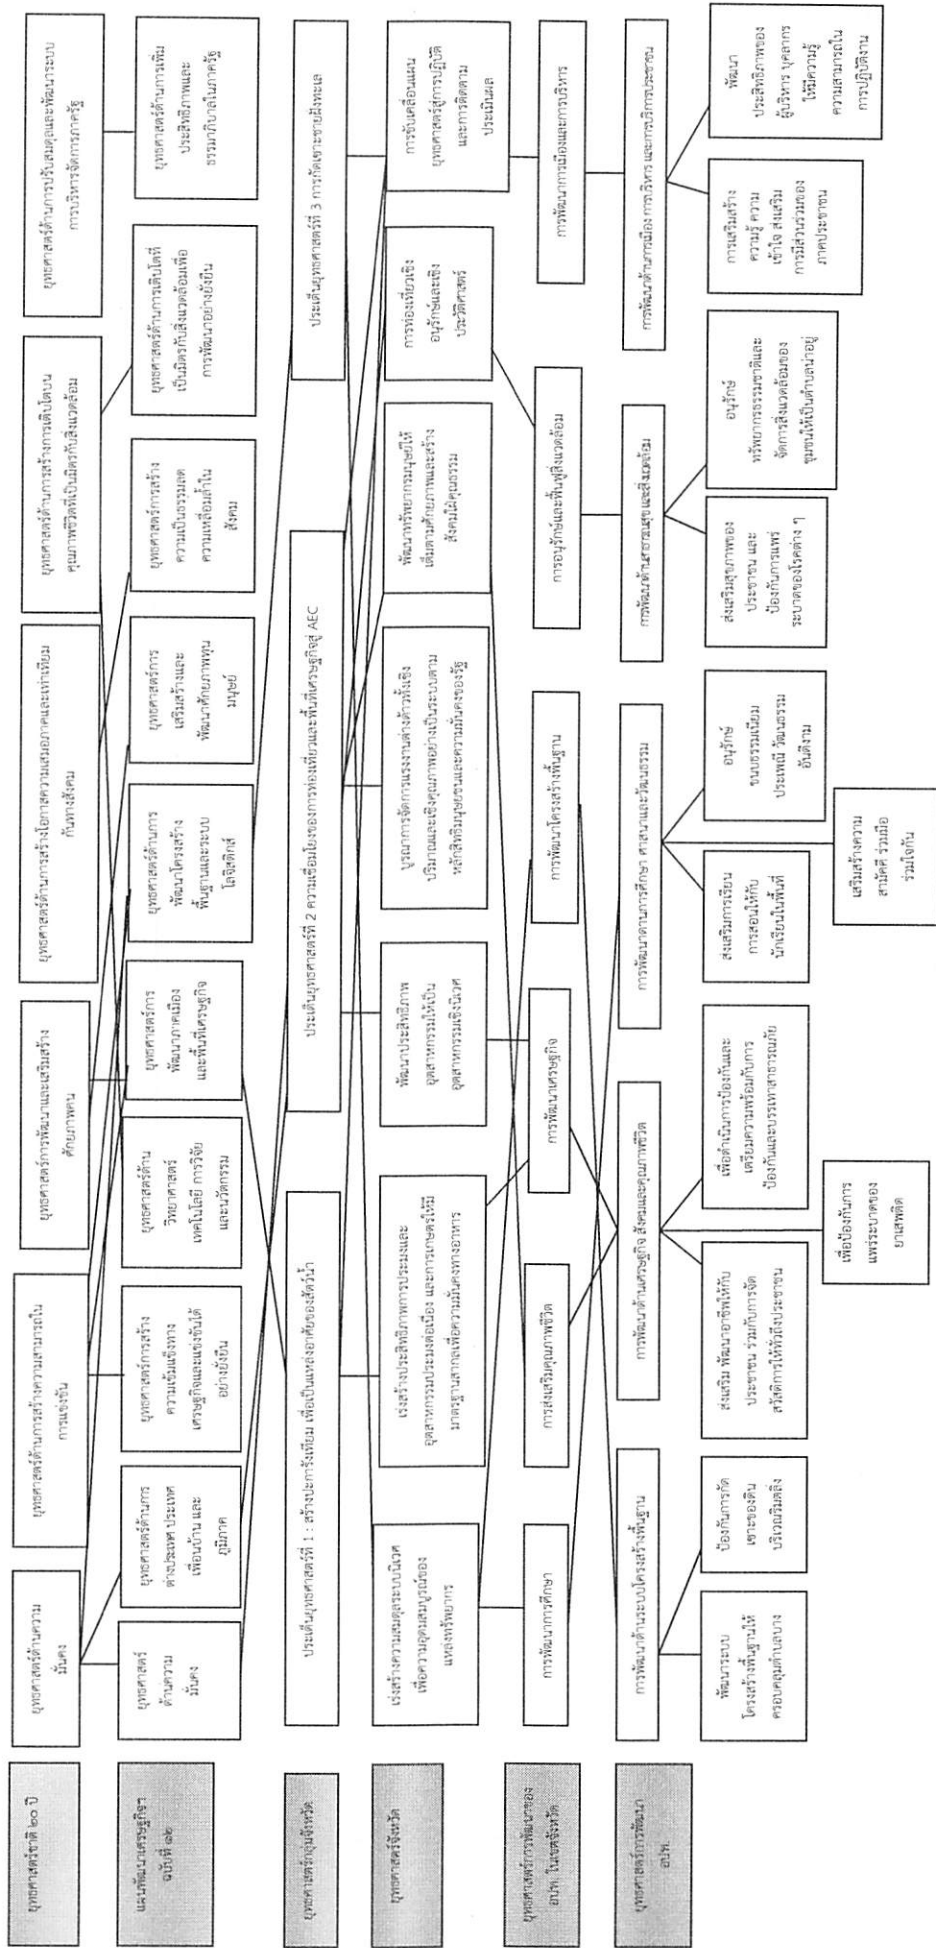 ยุทธศาสตร์ชาติ ๒๐ ปี
ยุทธศาสตร์ด้านความ
มั่นคง
ยุทธศาสตร์ด้านการสร้างความสามารถใน
การแข่งขัน
ยุทธศาสตร์การพัฒนาและเสริมสร้าง
ศักยภาพคน
ยุทธศาสตร์ด้านการสร้างโอกาสความเสมอภาคและเท่าเทียม
กันทางสังคม
ยุทธศาสตร์ด้านการสร้างการเติบโตบน
คุณภาพชีวิตที่เป็นมิตรกับสิ่งแวดล้อม
ยุทธศาสตร์ด้านการปรับสมดุลและพัฒนาระบบ
การบริหารจัดการภาครัฐ
แผนพัฒนาเศรษฐกิจฯ
ฉบับที่ ๑๒
ยุทธศาสตร์
ด้านความ
มั่นคง
ยุทธศาสตร์ด้านการ
ต่างประเทศ ประเทศ
เพื่อนบ้าน และ
ภูมิภาค
ยุทธศาสตร์การสร้าง
ความเข้มแข็งทาง
เศรษฐกิจและแข่งขันได้
อย่างยั่งยืน
ยุทธศาสตร์ด้าน
วิทยาศาสตร์
เทคโนโลยี การวิจัย
และนวัตกรรม
ยุทธศาสตร์การ
พัฒนาภาคเมือง
และพื้นที่เศรษฐกิจ
ยุทธศาสตร์ด้านการ
พัฒนาโครงสร้าง
พื้นฐานและระบบ
โลจิสติกส์
ยุทธศาสตร์การ
เสริมสร้างและ
พัฒนาศักยภาพทุน
มนุษย์
ยุทธศาสตร์การสร้าง
ความเป็นธรรมลด
ความเหลื่อมล้ำใน
สังคม
ยุทธศาสตร์ด้านการเติบโตที่
เป็นมิตรกับสิ่งแวดล้อมเพื่อ
การพัฒนาอย่างยั่งยืน
ยุทธศาสตร์ด้านการเพิ่ม
ประสิทธิภาพและ
ธรรมาภิบาลในภาครัฐ
ยุทธศาสตร์กลุ่มจังหวัด
ประเด็นยุทธศาสตร์ที่ 1 : สร้างปะการังเทียม เพื่อเป็นแหล่งอาศัยของสัตว์น้ำ
ประเด็นยุทธศาสตร์ที่ 2 ความเชื่อมโยงของการท่องเที่ยวและพื้นที่เศรษฐกิจสู่ AEC
ประเด็นยุทธศาสตร์ที่ 3 การกัดเซาะชายฝั่งทะเล
ยุทธศาสตร์จังหวัด
เร่งสร้างความสมดุลระบบนิเวศ
เพื่อความอุดมสมบูรณ์ของ
แหล่งทรัพยากร
เร่งสร้างประสิทธิภาพการประมงและ
อุตสาหกรรมประมงต่อเนื่อง และการเกษตรให้มี
มาตรฐานสากลเพื่อความมั่นคงทางอาหาร
พัฒนาประสิทธิภาพ
อุตสาหกรรมให้เป็น
อุตสาหกรรมเชิงนิเวศ
บูรณาการจัดการแรงงานต่างด้าวทั้งเชิง
ปริมาณและเชิงคุณภาพอย่างเป็นระบบตาม
หลักสิทธิมนุษยชนและความมั่นคงของรัฐ
พัฒนาทรัพยากรมนุษย์ให้
เต็มตามศักยภาพและสร้าง
สังคมใฝ่คุณธรรม
การท่องเที่ยวเชิง
อนุรักษ์และเชิง
ประวัติศาสตร์
การขับเคลื่อนแผน
ยุทธศาสตร์สู่การปฏิบัติ
และการติดตาม
ประเมินผล
ยุทธศาสตร์การพัฒนาของ
อปท. ในเขตจังหวัด
การพัฒนาการศึกษา
การส่งเสริมคุณภาพชีวิต
การพัฒนาเศรษฐกิจ
การพัฒนาโครงสร้างพื้นฐาน
การอนุรักษ์และฟื้นฟูสิ่งแวดล้อม
การพัฒนาการเมืองและการบริหาร
ยุทธศาสตร์การพัฒนา
อปท.
การพัฒนาด้านระบบโครงสร้างพื้นฐาน
การพัฒนาด้านเศรษฐกิจ สังคมและคุณภาพชีวิต
การพัฒนาด้านการศึกษา ศาสนาและวัฒนธรรม
การพัฒนาด้านสาธารณสุขและสิ่งแวดล้อม
การพัฒนาด้านการเมือง การบริหาร และการบริการประชาชน
พัฒนาระบบ
โครงสร้างพื้นฐานให้
ครอบคลุมตำบลบาง
ป้องกันการกัด
เซาะของดิน
บริเวณริมตลิ่ง
ส่งเสริม พัฒนาอาชีพให้กับ
ประชาชน ร่วมกับการจัด
สวัสดิการให้ทั่วถึงประชาชน
เพื่อป้องกันการ
แพร่ระบาดของ
ยาเสพติด
เพื่อดำเนินการป้องกันและ
เตรียมความพร้อมกับการ
ป้องกันและบรรเทาสาธารณภัย
ส่งเสริมการเรียน
การสอนให้กับ
นักเรียนในพื้นที่
เสริมสร้างความ
สามัคคี ร่วมมือ
ร่วมใจกัน
อนุรักษ์
ขนบธรรมเนียม
ประเพณี วัฒนธรรม
อันดีงาม
ส่งเสริมสุขภาพของ
ประชาชน และ
ป้องกันการแพร่
ระบาดของโรคต่าง ๆ
อนุรักษ์
ทรัพยากรธรรมชาติและ
จัดการสิ่งแวดล้อมของ
ชุมชนให้เป็นตำบลน่าอยู่
การเสริมสร้าง
ความรู้ ความ
เข้าใจ ส่งเสริม
การมีส่วนร่วมของ
ภาคประชาชน
พัฒนา
ประสิทธิภาพของ
ผู้บริหาร บุคลากร
ให้มีความรู้
ความสามารถใน
การปฏิบัติงาน